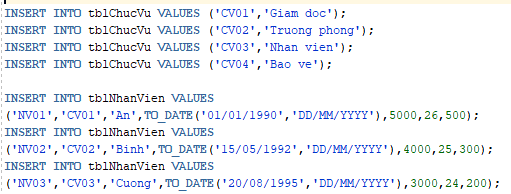 INSERT INTO tblChucVu VALUES ('CV01','Giam doc');
INSERT INTO tblChucVu VALUES ('CV02','Truong phong');
INSERT INTO tblChucVu VALUES ('CV03','Nhan vien');
INSERT INTO tblChucVu VALUES ('CV04','Bao ve');
INSERT INTO tblNhanVien VALUES
('NV01','CV01','An',TO_DATE('01/01/1990','DD/MM/YYYY'),5000,26,500);
INSERT INTO tblNhanVien VALUES
('NV02','CV02','Binh',TO_DATE('15/05/1992','DD/MM/YYYY'),4000,25,300);
INSERT INTO tblNhanVien VALUES
('NV03','CV03','Cuong',TO_DATE('20/08/1995','DD/MM/YYYY'),3000,24,200);